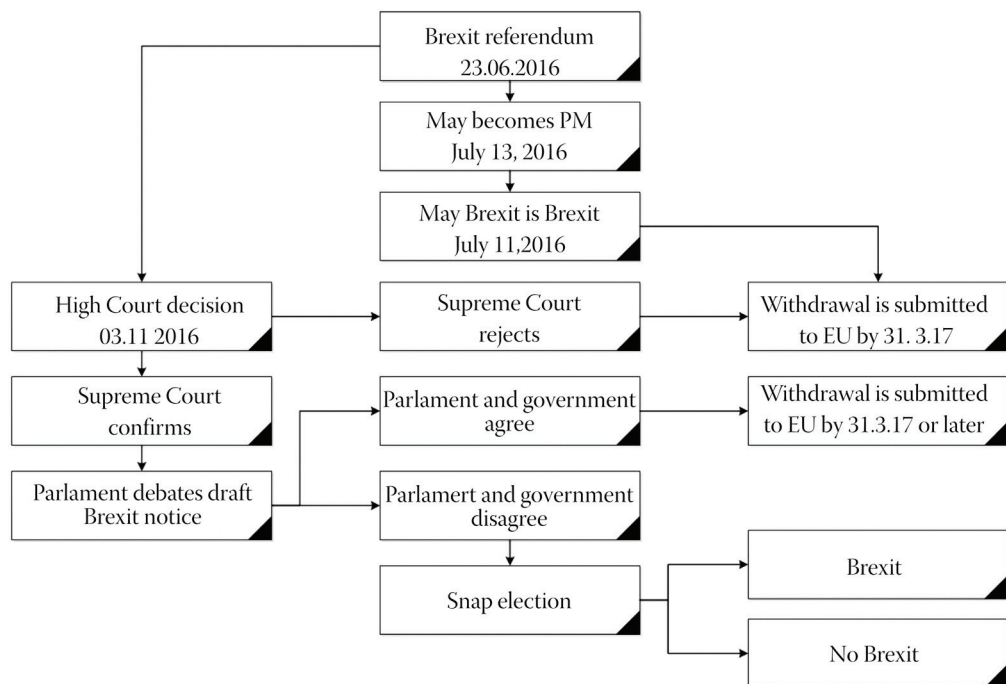 Brexit referendum
23.06.2016
May becomes PM
July 13, 2016
May Brexit is Brexit
July 11,2016
High Court decision
03.11 2016
Supreme Court
rejects
Withdrawal is submitted
to EU by 31. 3.17
Supreme Court
confirms
Parlament and government
agree
Withdrawal is submitted
to EU by 31.3.17 or later
Parlament debates draft
Brexit notice
Parlamert and government
disagree
Snap election
Brexit
No Brexit